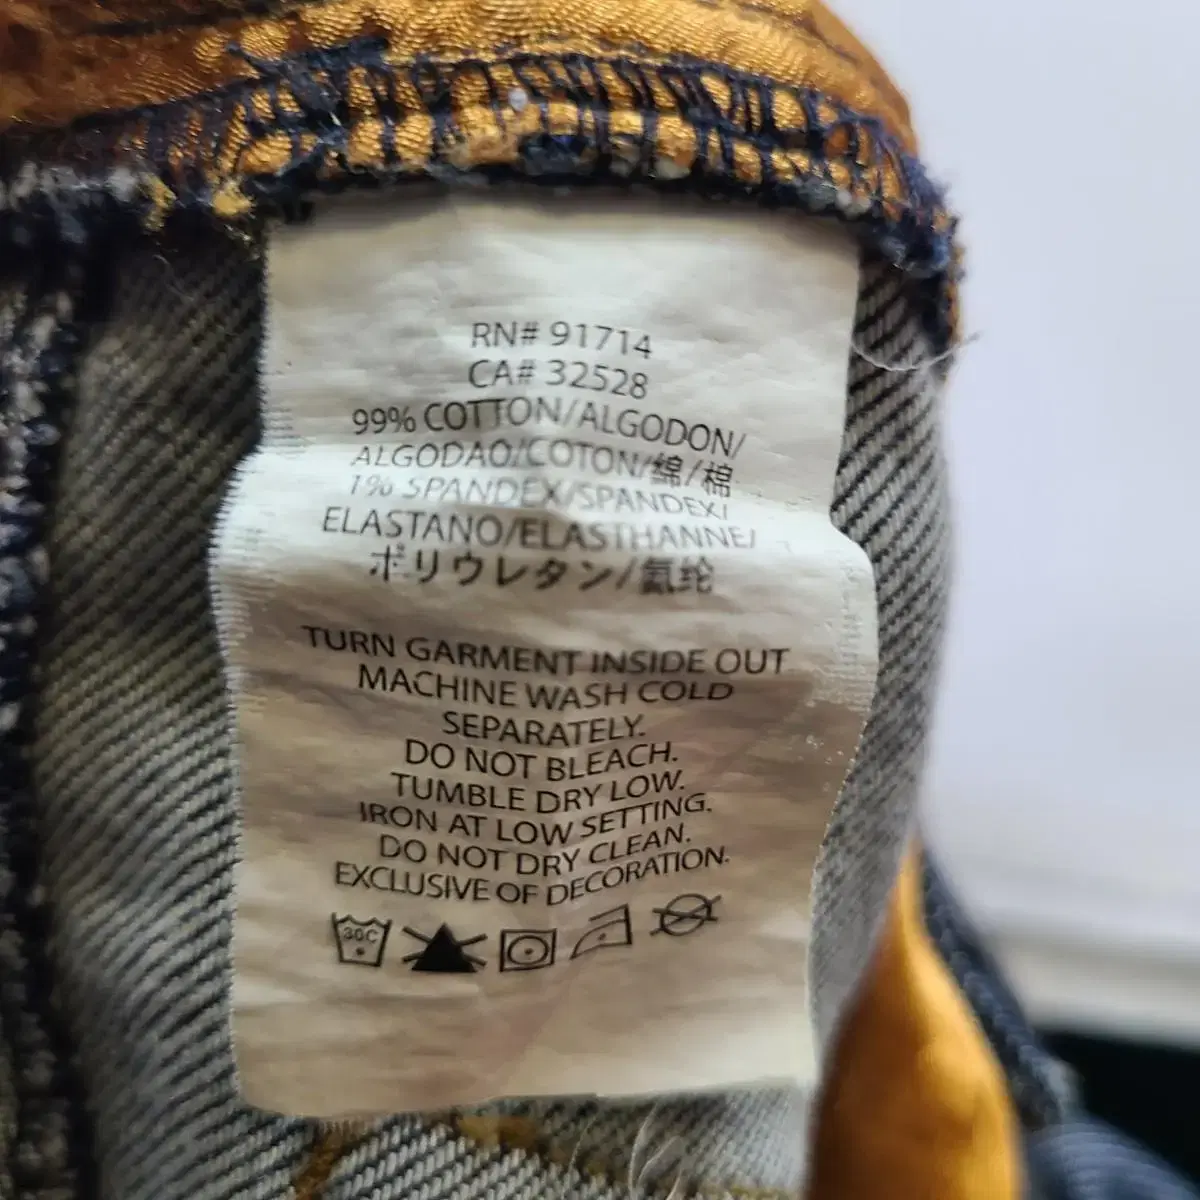 RN# 91714
CA# 32528
99% COTTON/ALGODON/
ALGODAO/COTON/綿/棉
1% SPANDEX/SPANDEX/
ELASTANO/ELASTHANNE/
ポリウレタン/氨纶
TURN GARMENT INSIDE OUT
MACHINE WASH COLD
SEPARATELY.
DO NOT BLEACH.
TUMBLE DRY LOW.
IRON AT LOW SETTING.
DO NOT DRY CLEAN.
EXCLUSIVE OF DECORATION.
30C